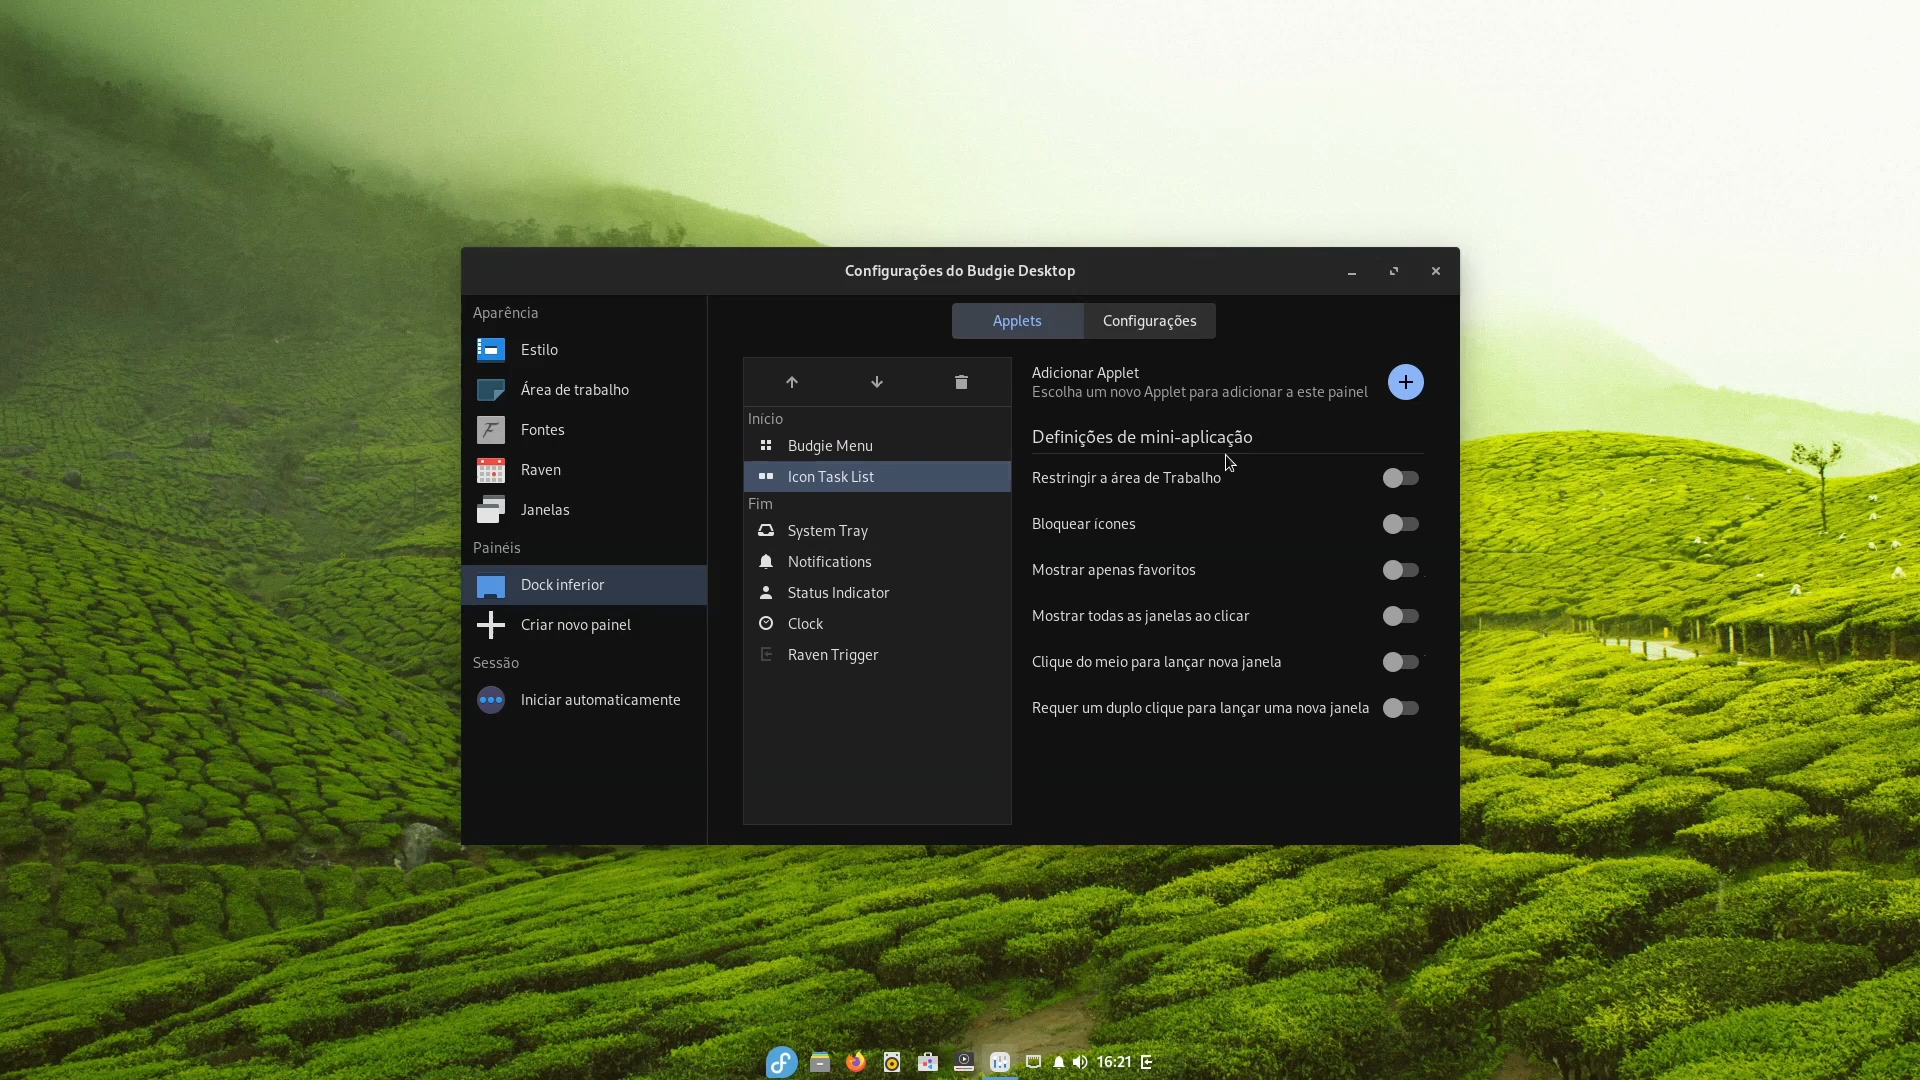 Configurações do Budgie Desktop
Aparência
Estilo
Área de trabalho
Fontes
Raven
Janelas
Painéis
Dock inferior
Criar novo painel
Sessão
Iniciar automaticamente
Applets
Configurações
Início
Budgie Menu
Icon Task List
Fim
System Tray
Notifications
Status Indicator
Clock
Raven Trigger
Adicionar Applet
Escolha um novo Applet para adicionar a este painel
Definições de mini-aplicação
Restringir a área de Trabalho
Bloquear ícones
Mostrar apenas favoritos
Mostrar todas as janelas ao clicar
Clique do meio para lançar nova janela
Requer um duplo clique para lançar uma nova janela
16:21